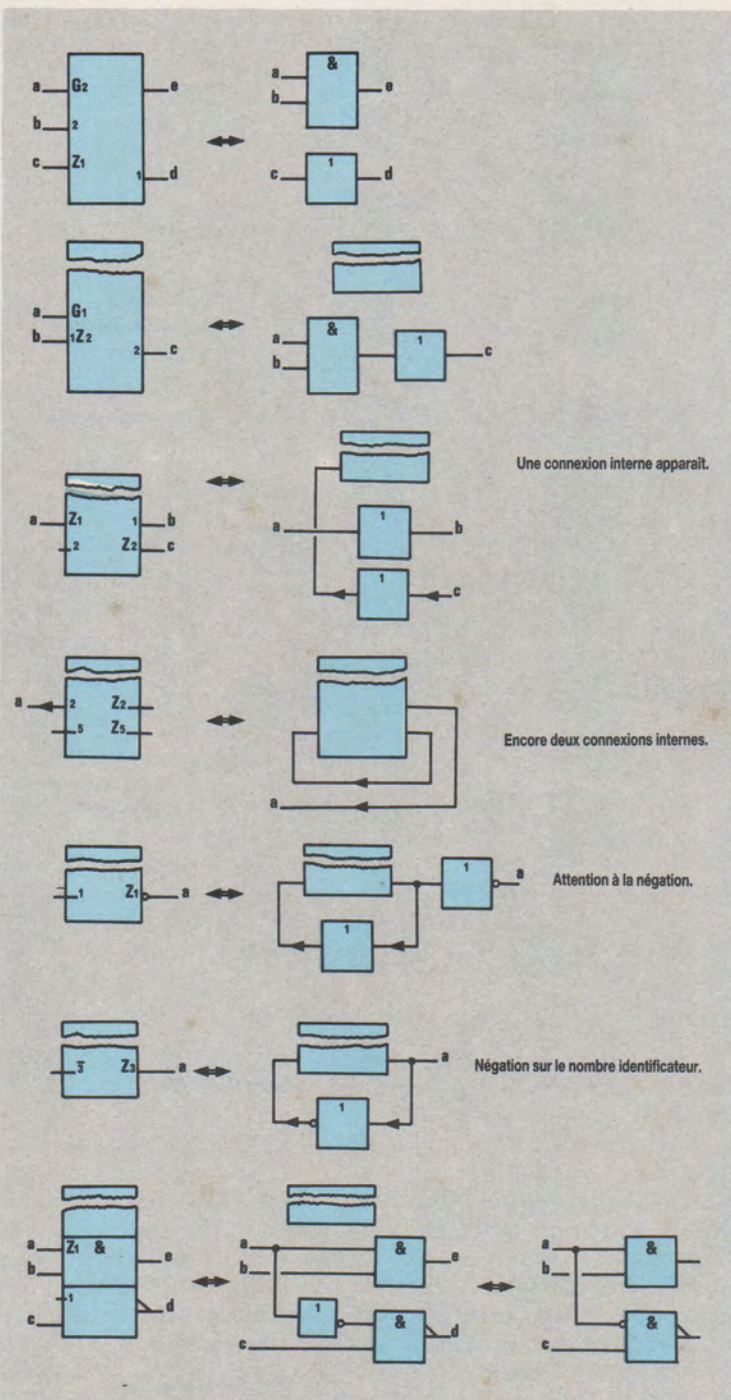 &
a G2 e a e
b 2 b
c Z1 1 d c 1 d
a G1 & 1
b 1Z2 2 c a b c
Une connexion interne apparaît.
a Z1 1 b a 1 b
2 Z2 c 1 c
a 2 Z2
5 Z5
Encore deux connexions internes.
a
1 Z1 a 1 a
Attention à la négation.
1
3̅ Z3 a a
Négation sur le nombre identificateur.
1
a Z1 & e a & e a &
b b b
1 d 1 & d &
c c c